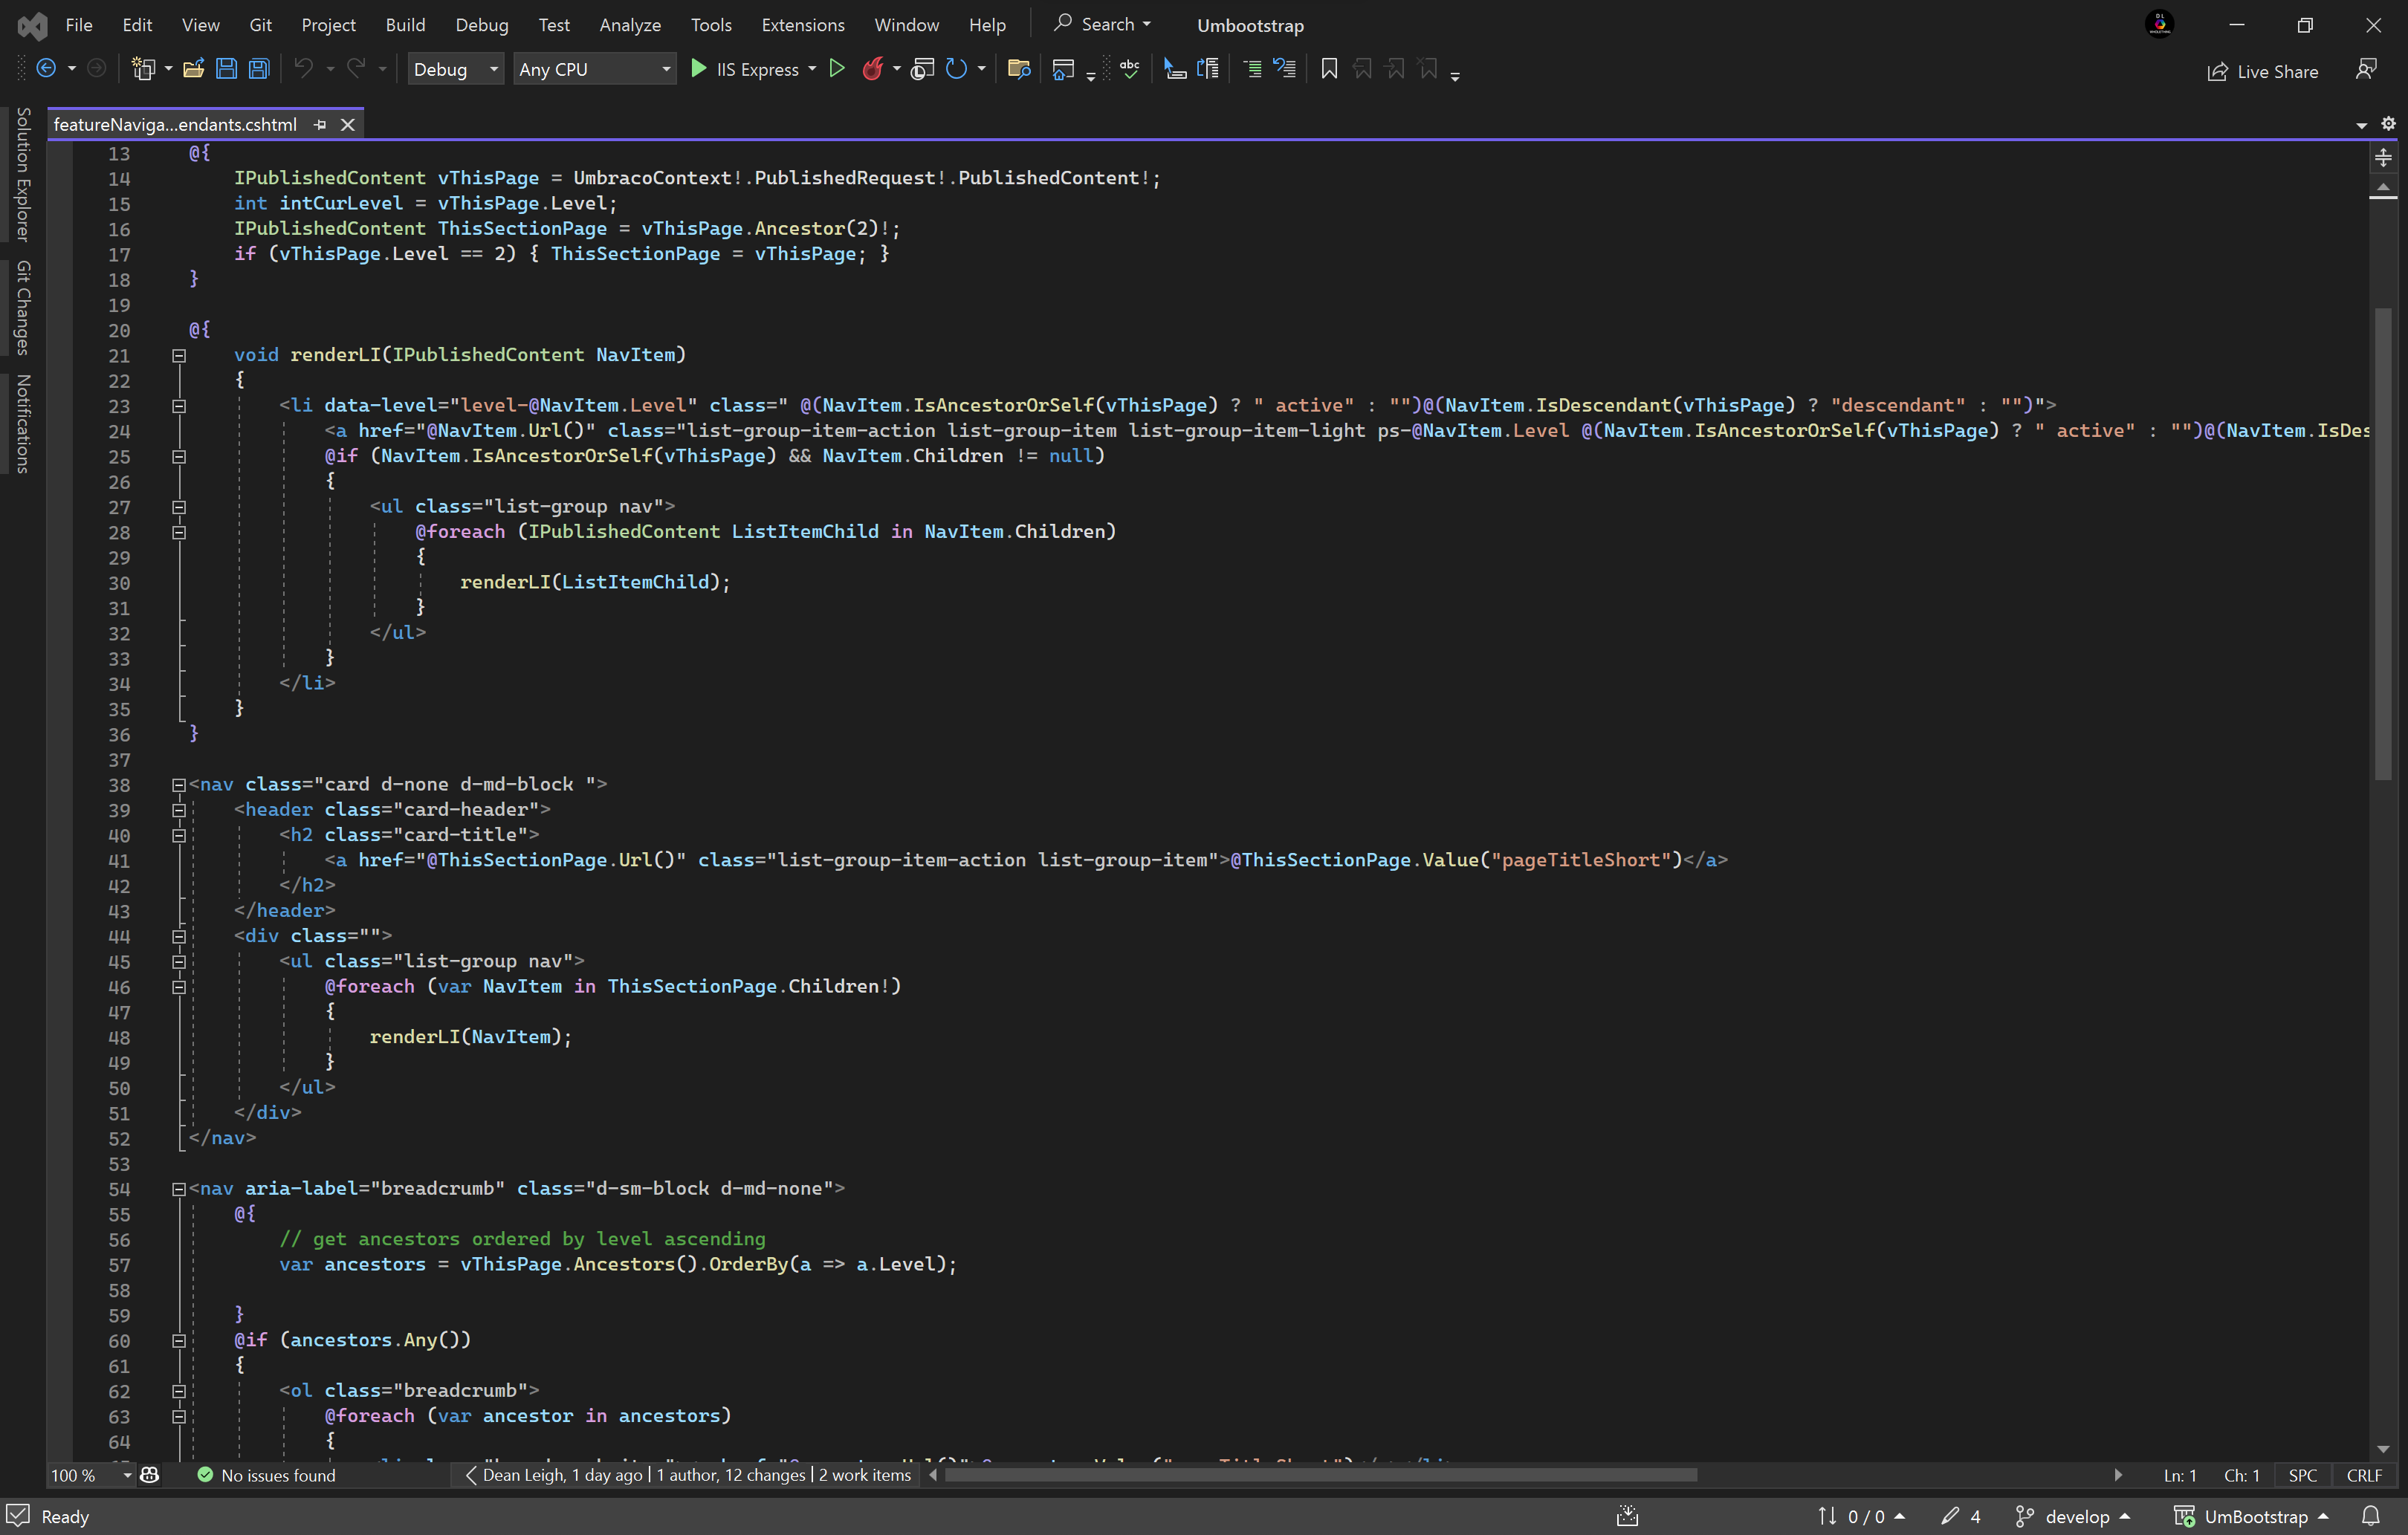 File Edit View Git Project Build Debug Test Analyze Tools Extensions Window Help Search Umbootstrap
Debug Any CPU IIS Express Live Share
Solution Explorer
Git Changes
Notifications
featureNaviga...endants.cshtml
13 @{
14 IPublishedContent vThisPage = UmbracoContext!.PublishedRequest!.PublishedContent!;
15 int intCurLevel = vThisPage.Level;
16 IPublishedContent ThisSectionPage = vThisPage.Ancestor(2)!;
17 if (vThisPage.Level == 2) { ThisSectionPage = vThisPage; }
18 }
19
20 @{
21 void renderLI(IPublishedContent NavItem)
22 {
23 <li data-level="level-@NavItem.Level" class=" @(NavItem.IsAncestorOrSelf(vThisPage) ? " active" : "")@(NavItem.IsDescendant(vThisPage) ? "descendant" : "")">
24 <a href="@NavItem.Url()" class="list-group-item-action list-group-item list-group-item-light ps-@NavItem.Level @(NavItem.IsAncestorOrSelf(vThisPage) ? " active" : "")@(NavItem.IsDes
25 @if (NavItem.IsAncestorOrSelf(vThisPage) && NavItem.Children != null)
26 {
27 <ul class="list-group nav">
28 @foreach (IPublishedContent ListItemChild in NavItem.Children)
29 {
30 renderLI(ListItemChild);
31 }
32 </ul>
33 }
34 </li>
35 }
36 }
37
38 <nav class="card d-none d-md-block ">
39 <header class="card-header">
40 <h2 class="card-title">
41 <a href="@ThisSectionPage.Url()" class="list-group-item-action list-group-item">@ThisSectionPage.Value("pageTitleShort")</a>
42 </h2>
43 </header>
44 <div class="">
45 <ul class="list-group nav">
46 @foreach (var NavItem in ThisSectionPage.Children!)
47 {
48 renderLI(NavItem);
49 }
50 </ul>
51 </div>
52 </nav>
53
54 <nav aria-label="breadcrumb" class="d-sm-block d-md-none">
55 @{
56 // get ancestors ordered by level ascending
57 var ancestors = vThisPage.Ancestors().OrderBy(a => a.Level);
58
59 }
60 @if (ancestors.Any())
61 {
62 <ol class="breadcrumb">
63 @foreach (var ancestor in ancestors)
64 {
100 % No issues found Dean Leigh, 1 day ago | 1 author, 12 changes | 2 work items Ln: 1 Ch: 1 SPC CRLF
Ready 0 / 0 4 develop UmBootstrap